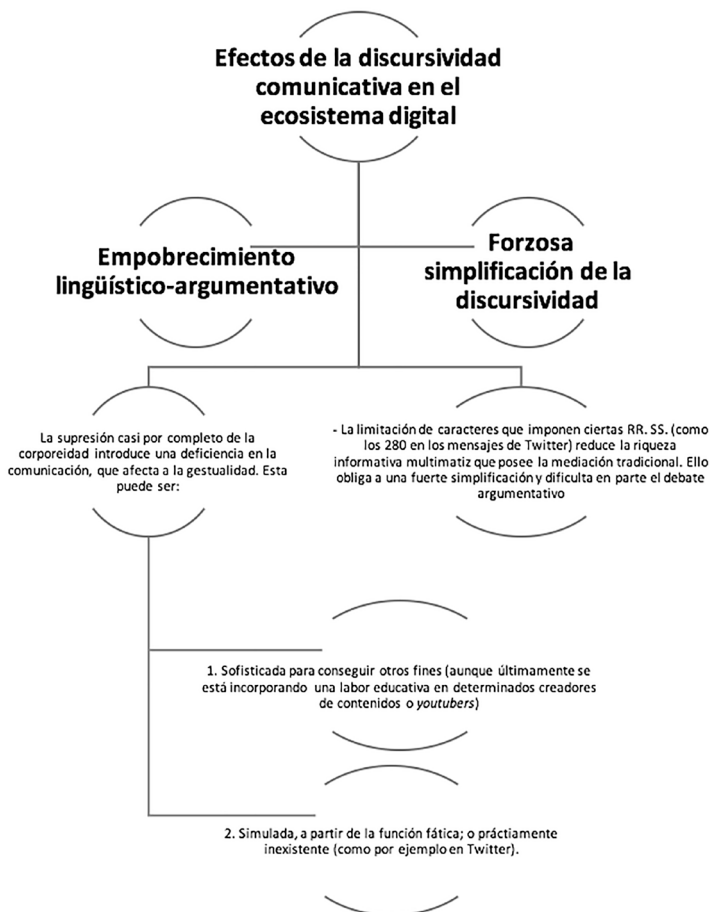 Efectos de la discursividad
comunicativa en el
ecosistema digital
Empobrecimiento
lingüístico-argumentativo
Forzosa
simplificación de la
discursividad
La supresión casi por completo de la
corporeidad introduce una deficiencia en la
comunicación, que afecta a la gestualidad. Esta
puede ser:
- La limitación de caracteres que imponen ciertas RR. SS. (como
los 280 en los mensajes de Twitter) reduce la riqueza
informativa multimatiz que posee la mediación tradicional. Ello
obliga a una fuerte simplificación y dificulta en parte el debate
argumentativo
1. Sofisticada para conseguir otros fines (aunque últimamente se
está incorporando una labor educativa en determinados creadores
de contenidos o youtubers)
2. Simulada, a partir de la función fática; o práctiamente
inexistente (como por ejemplo en Twitter).